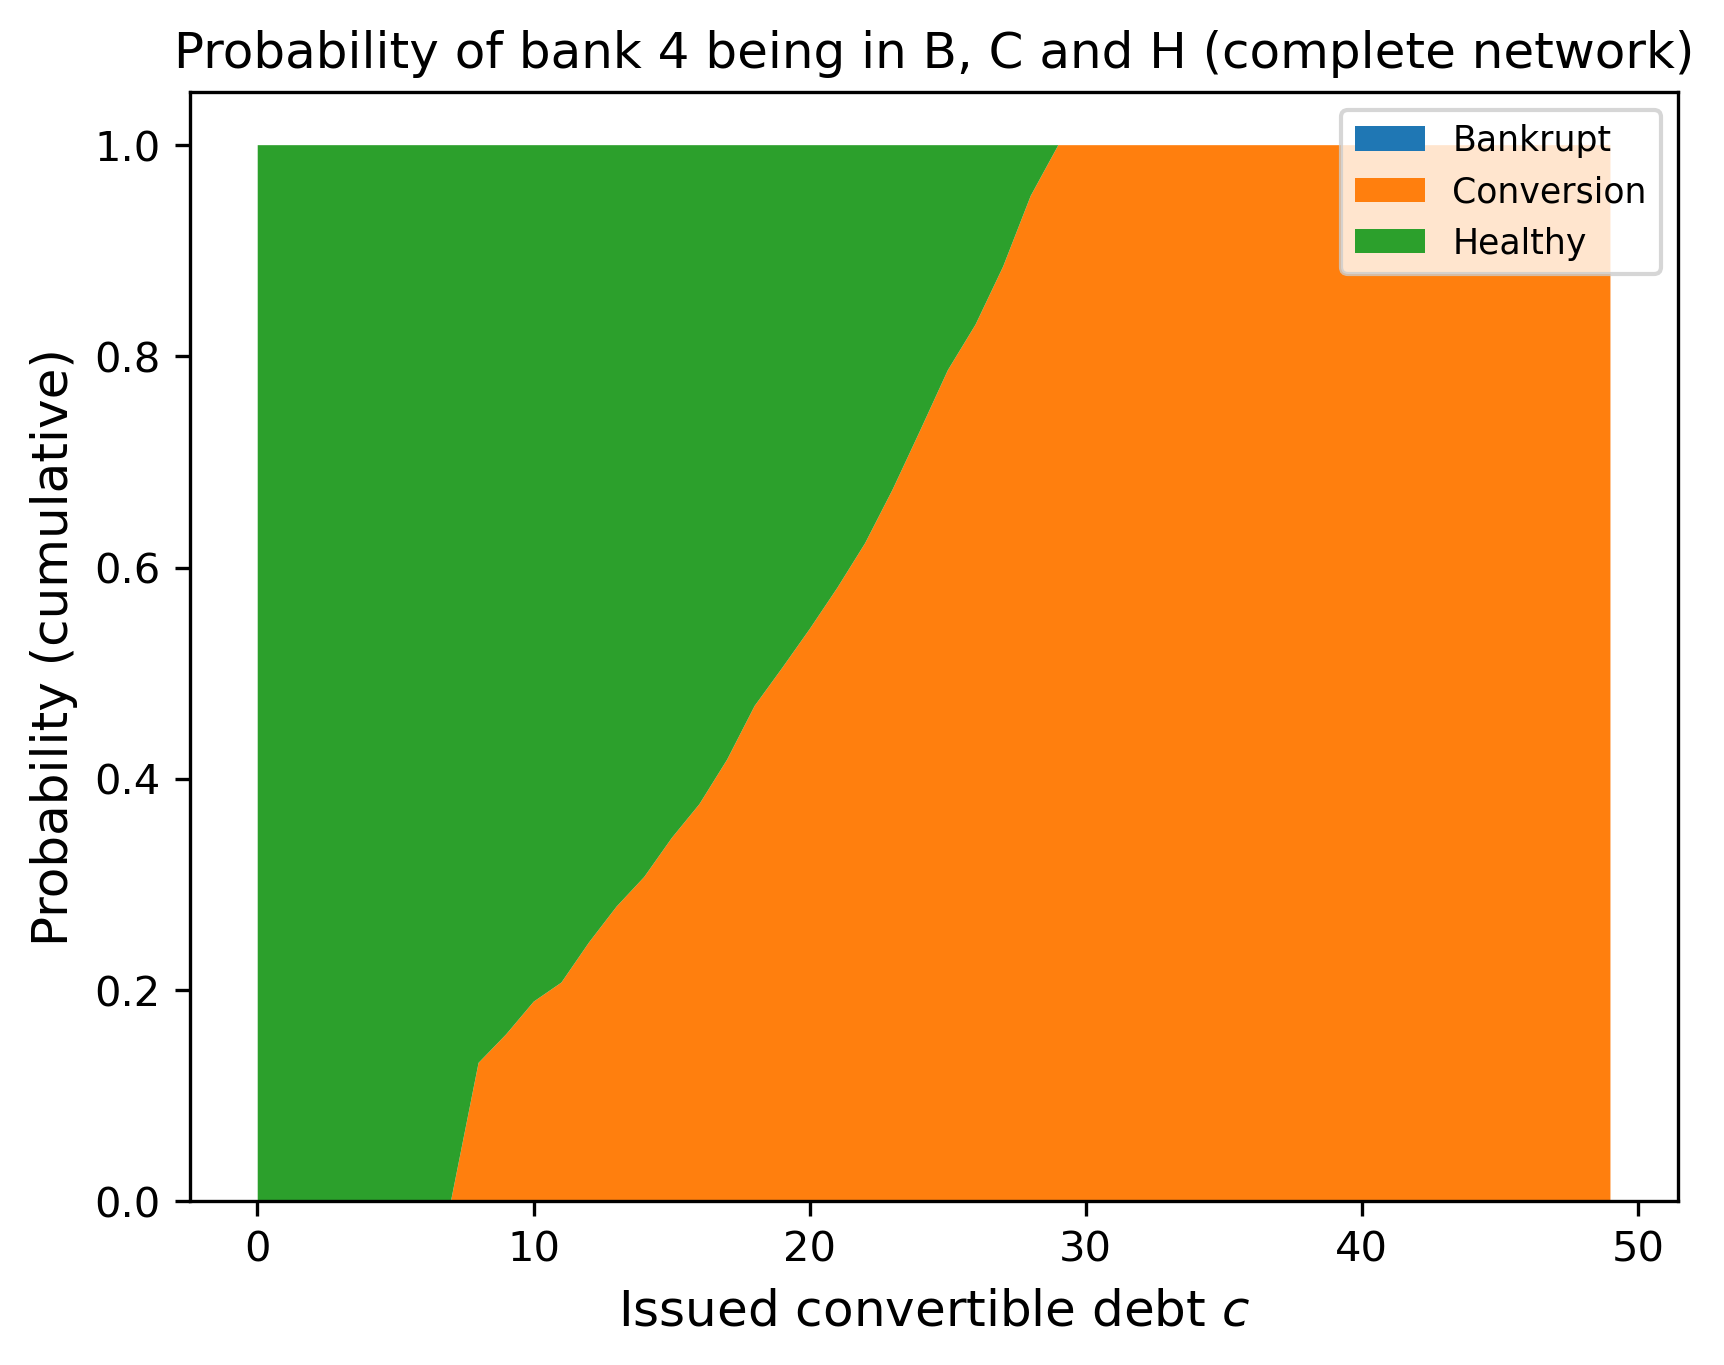 Probability of bank 4 being in B, C and H (complete network)
Bankrupt
Conversion
Healthy
Probability (cumulative)
1.0
0.8
0.6
0.4
0.2
0.0
0 10 20 30 40 50
Issued convertible debt c